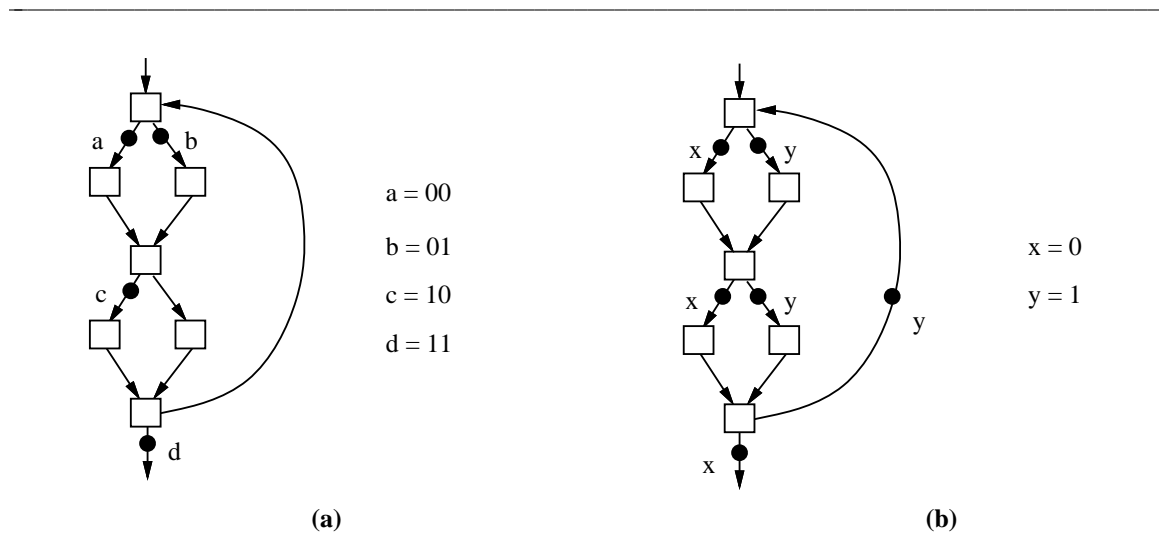 a b
a = 00
b = 01
c
c = 10
d = 11
d
(a)
x y
x = 0
x y
y = 1
y
x
(b)